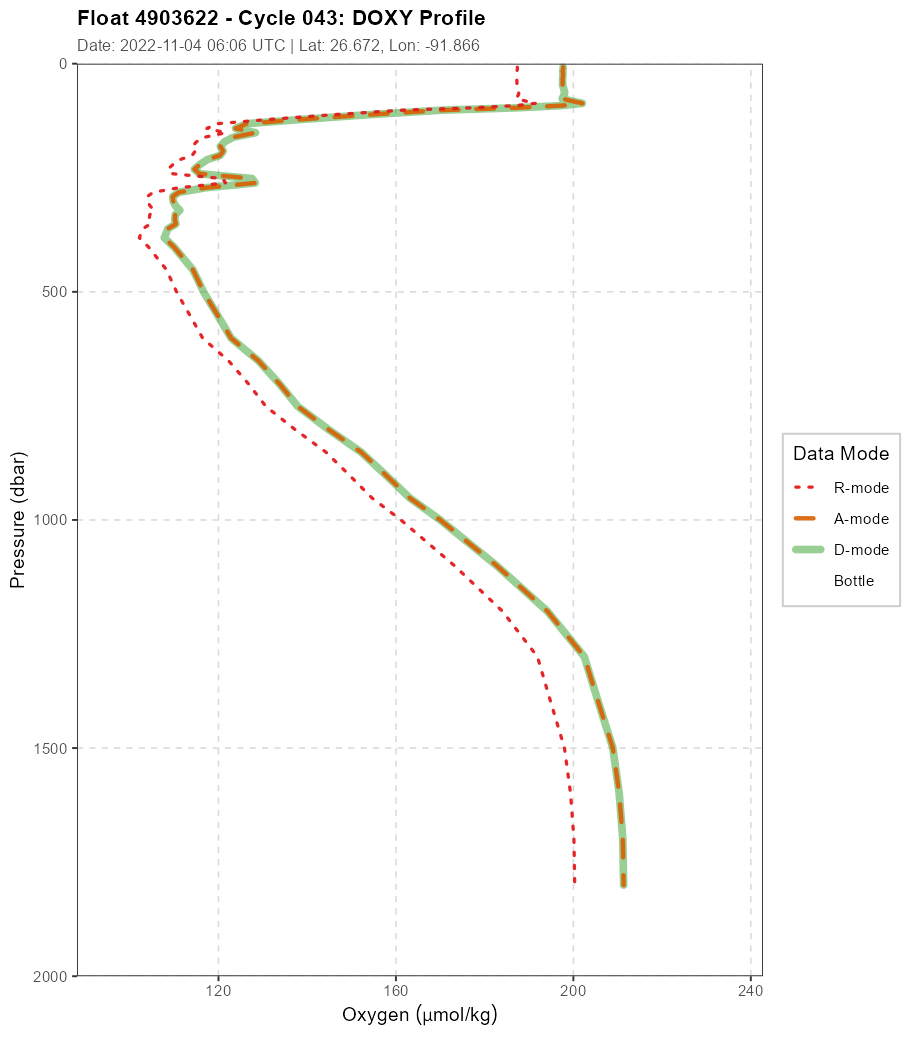 Float 4903622 - Cycle 043: DOXY Profile
Date: 2022-11-04 06:06 UTC | Lat: 26.672, Lon: -91.866
0
500
1000
1500
2000
Pressure (dbar)
120
160
200
240
Oxygen (μmol/kg)
Data Mode
R-mode
A-mode
D-mode
Bottle